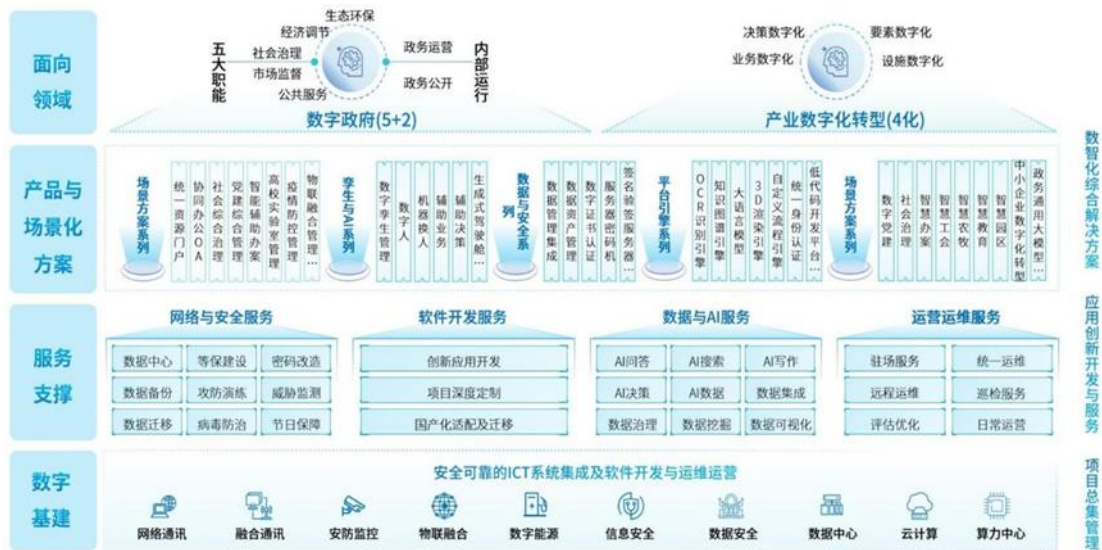 面向
领域
生态环保
经济调节
社会治理
市场监督
公共服务
五大职能
政务运营
政务公开
内部运行
数字政府(5+2)
决策数字化
要素数字化
业务数字化
设施数字化
产业数字化转型(4化)
产品与
场景化
方案
场景方案系列
统一资源门户
协同办公OA
社会综合治理
党建综合管理
智能辅助办案
高校实验室管理
疫情防控管理
物联融合管理…
孪生与AI系列
数字孪生管理
数字人
机器换人
辅助业务
辅助决策
生成式驾驶舱…
数据与安全系列
数据管理集成
数据资产管理
数字证书认证
服务器密码机
签名验签服务器…
平台引擎系列
OCR识别引擎
知识图谱引擎
大语言模型
3D渲染引擎
自定义流程引擎
统一身份认证
低代码开发平台…
场景方案系列
数字党建
社会治理
智慧办案
智慧工会
智慧农牧
智慧教育
智慧园区
中小企业数字化转型
政务通用大模型…
数智化综合解决方案
服务
支撑
网络与安全服务
数据中心
等保建设
密码改造
数据备份
攻防演练
威胁监测
数据迁移
病毒防治
节日保障
软件开发服务
创新应用开发
项目深度定制
国产化适配及迁移
数据与AI服务
AI问答
AI搜索
AI写作
AI决策
AI数据
数据集成
数据治理
数据挖掘
数据可视化
运营运维服务
驻场服务
统一运维
远程运维
巡检服务
评估优化
日常运营
应用创新开发与服务
数字
基建
安全可靠的ICT系统集成及软件开发与运维运营
网络通讯
融合通讯
安防监控
物联融合
数字能源
信息安全
数据安全
数据中心
云计算
算力中心
项目总集管理